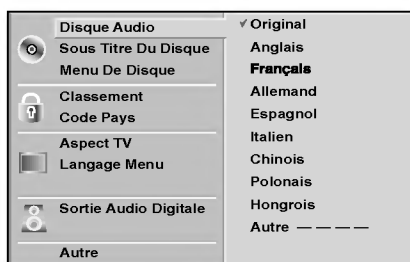 Disque Audio
Sous Titre Du Disque
Menu De Disque
Classement
Code Pays
Aspect TV
Langage Menu
Sortie Audio Digitale
Autre
✓ Original
Anglais
Français
Allemand
Espagnol
Italien
Chinois
Polonais
Hongrois
Autre — — — —